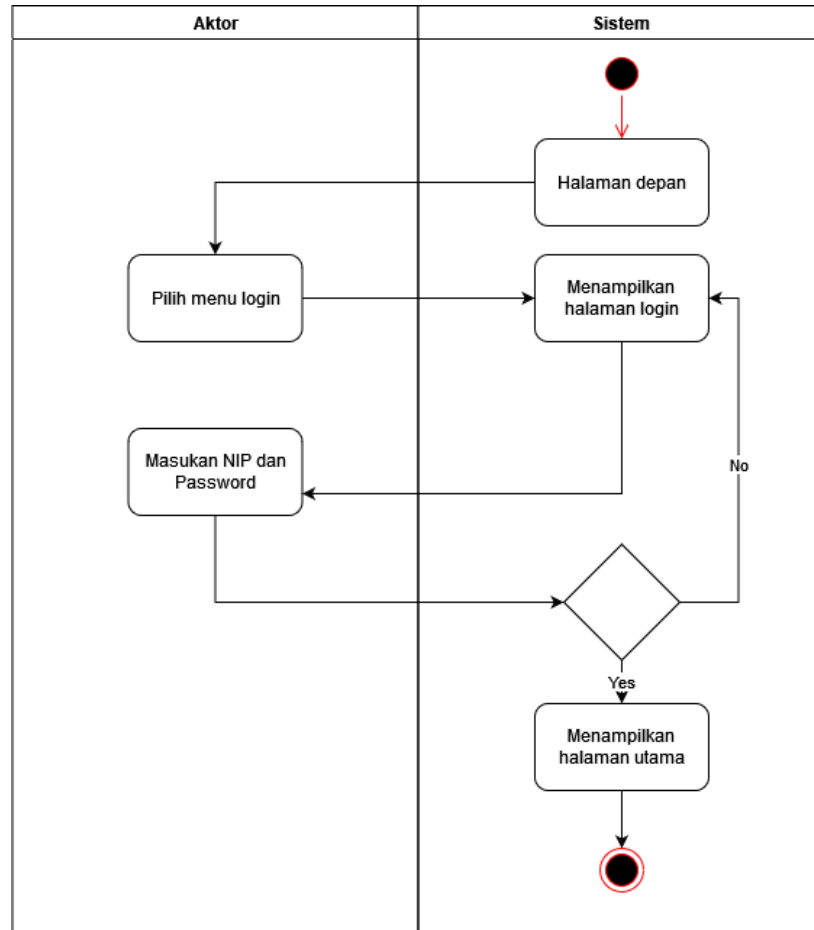 Aktor
Sistem
Halaman depan
Pilih menu login
Menampilkan
halaman login
Masukan NIP dan
Password
No
Yes
Menampilkan
halaman utama